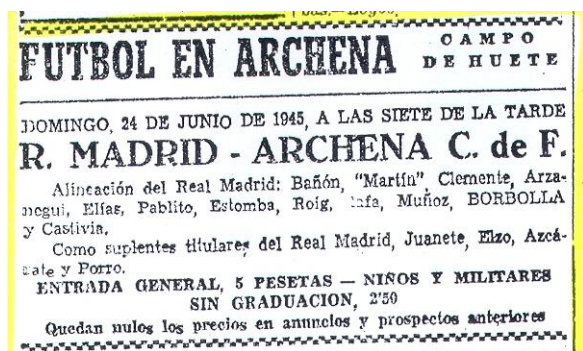 FUTBOL EN ARCHENA
CAMPO
DE HUETE
DOMINGO, 24 DE JUNIO DE 1945, A LAS SIETE DE LA TARDE
R. MADRID - ARCHENA C. de F.
Alineación del Real Madrid: Bañón, "Martín", Clemente, Arza-
negui, Elías, Pablito, Estomba, Roig, Muñoz, BORBOLLA
y Castivia.
Como suplentes titulares del Real Madrid, Juanete, Elzo, Azcá-
rate y Porro.
ENTRADA GENERAL, 5 PESETAS — NIÑOS Y MILITARES
SIN GRADUACION, 2'50
Quedan nulos los precios en anuncios y prospectos anteriores